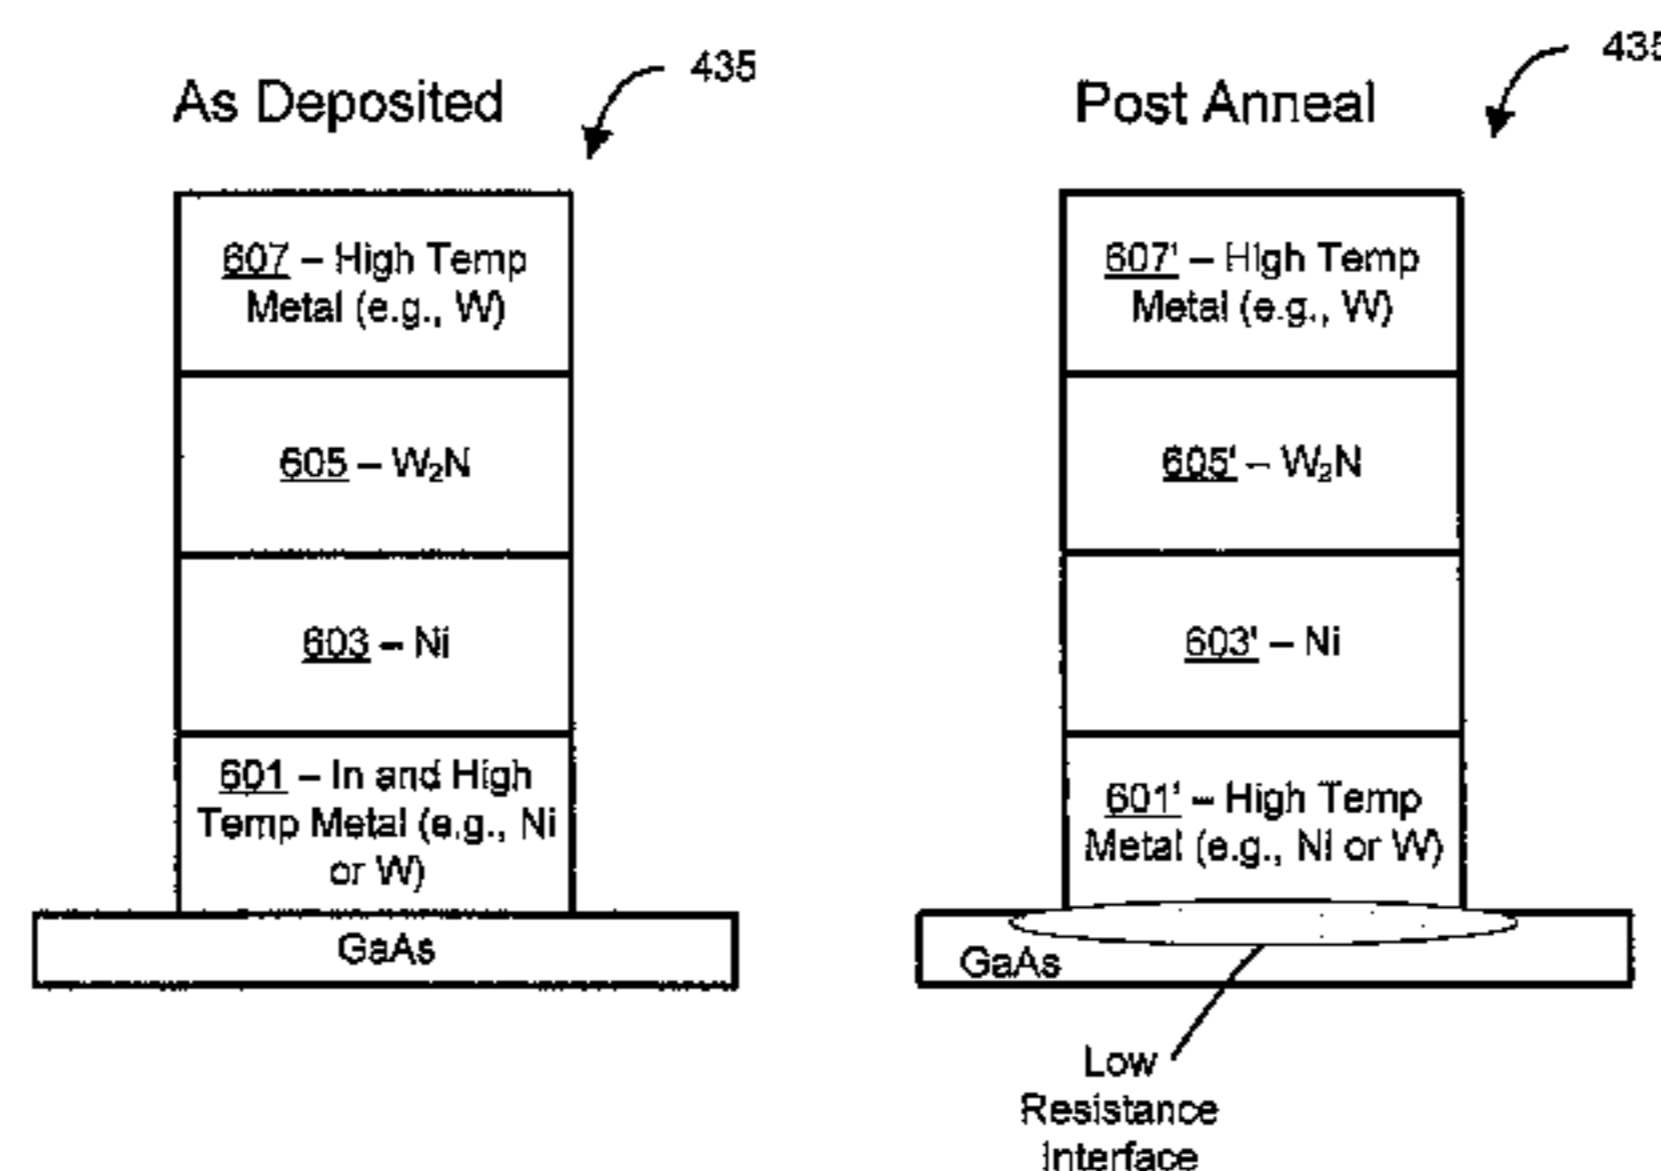 As Deposited
435
607 – High Temp
Metal (e.g., W)
605 – W₂N
603 – Ni
601 – In and High
Temp Metal (e.g., Ni
or W)
GaAs
Post Anneal
435
607' – High Temp
Metal (e.g., W)
605' – W₂N
603' – Ni
601' – High Temp
Metal (e.g., Ni or W)
GaAs
Low
Resistance
Interface